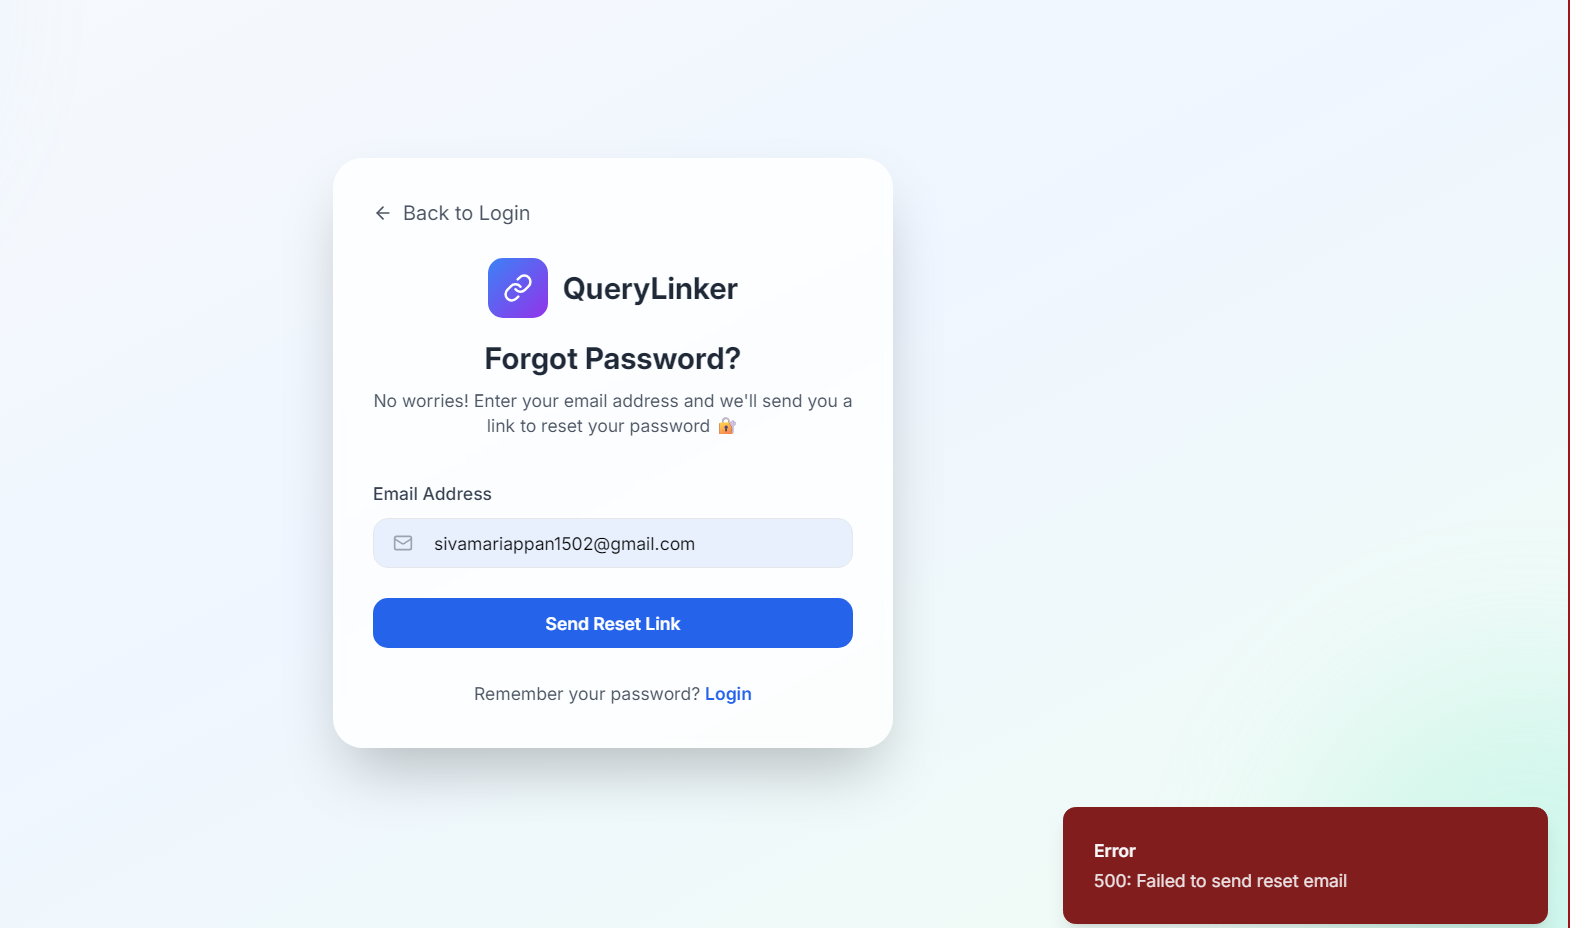 Back to Login
QueryLinker
Forgot Password?
No worries! Enter your email address and we'll send you a
link to reset your password 🔐
Email Address
sivamariappan1502@gmail.com
Send Reset Link
Remember your password? Login
Error
500: Failed to send reset email